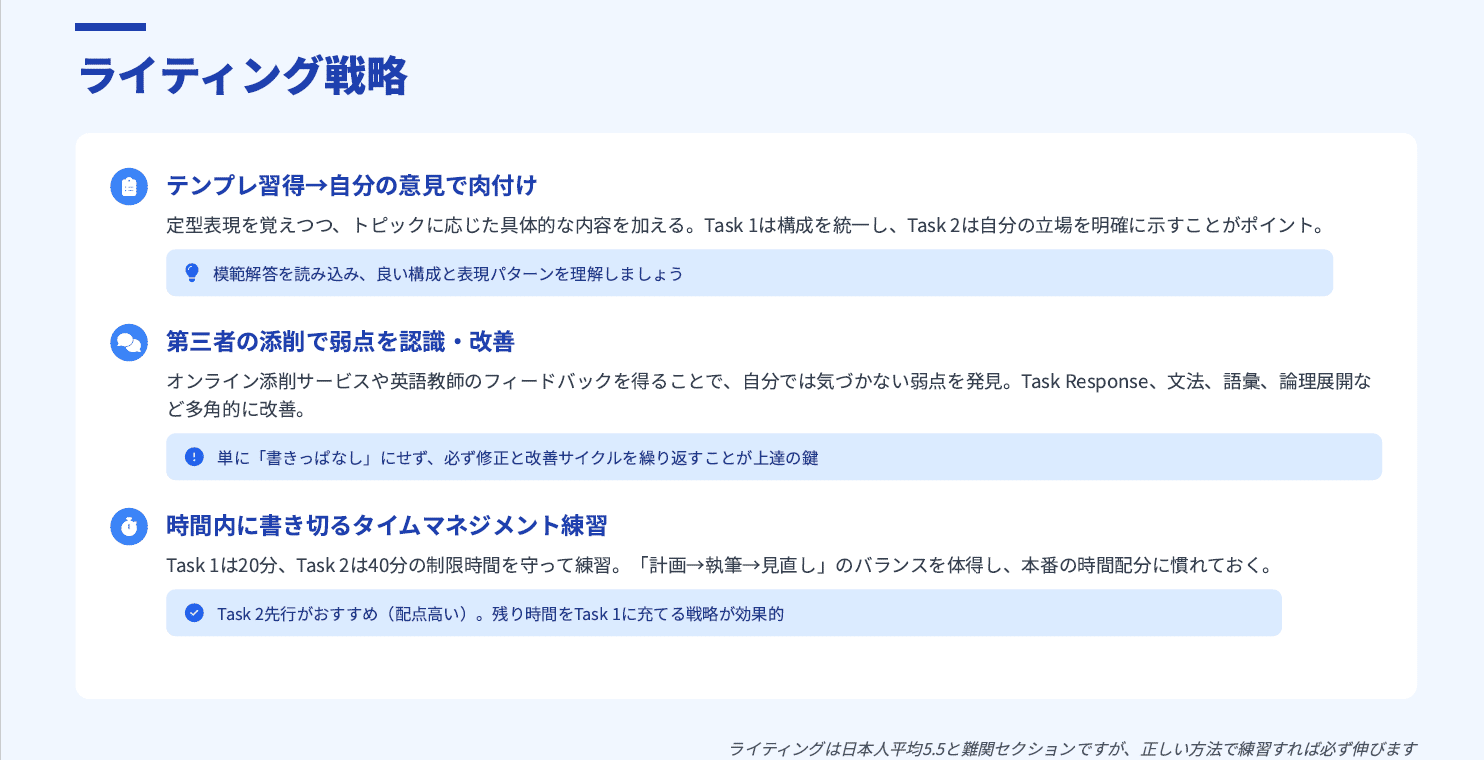 ライティング戦略
テンプレ習得→自分の意見で肉付け
定型表現を覚えつつ、トピックに応じた具体的な内容を加える。Task 1は構成を統一し、Task 2は自分の立場を明確に示すことがポイント。
模範解答を読み込み、良い構成と表現パターンを理解しましょう
第三者の添削で弱点を認識・改善
オンライン添削サービスや英語教師のフィードバックを得ることで、自分では気づかない弱点を発見。Task Response、文法、語彙、論理展開な
ど多角的に改善。
単に「書きっぱなし」にせず、必ず修正と改善サイクルを繰り返すことが上達の鍵
時間内に書き切るタイムマネジメント練習
Task 1は20分、Task 2は40分の制限時間を守って練習。「計画→執筆→見直し」のバランスを体得し、本番の時間配分に慣れておく。
Task 2先行がおすすめ（配点高い）。残り時間をTask 1に充てる戦略が効果的
ライティングは日本人平均5.5と難関セクションですが、正しい方法で練習すれば必ず伸びます